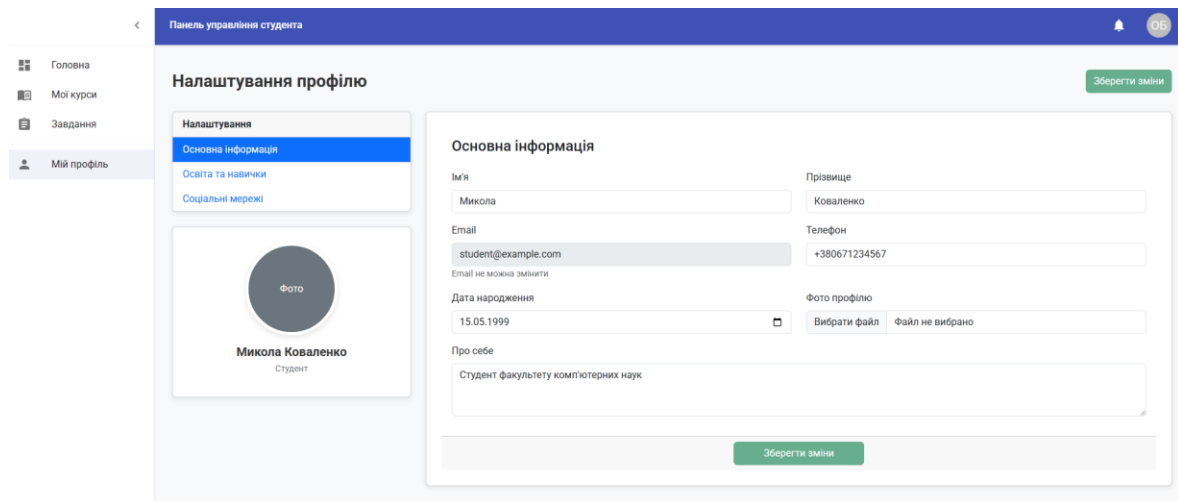 Панель управління студента
ОБ
Головна
Мої курси
Завдання
Мій профіль
Налаштування профілю
Зберегти зміни
Налаштування
Основна інформація
Освіта та навички
Соціальні мережі
Фото
Микола Коваленко
Студент
Основна інформація
Ім'я
Прізвище
Микола
Коваленко
Email
Телефон
student@example.com
+380671234567
Email не можна змінити
Дата народження
Фото профілю
15.05.1999
Вибрати файл Файл не вибрано
Про себе
Студент факультету комп'ютерних наук
Зберегти зміни